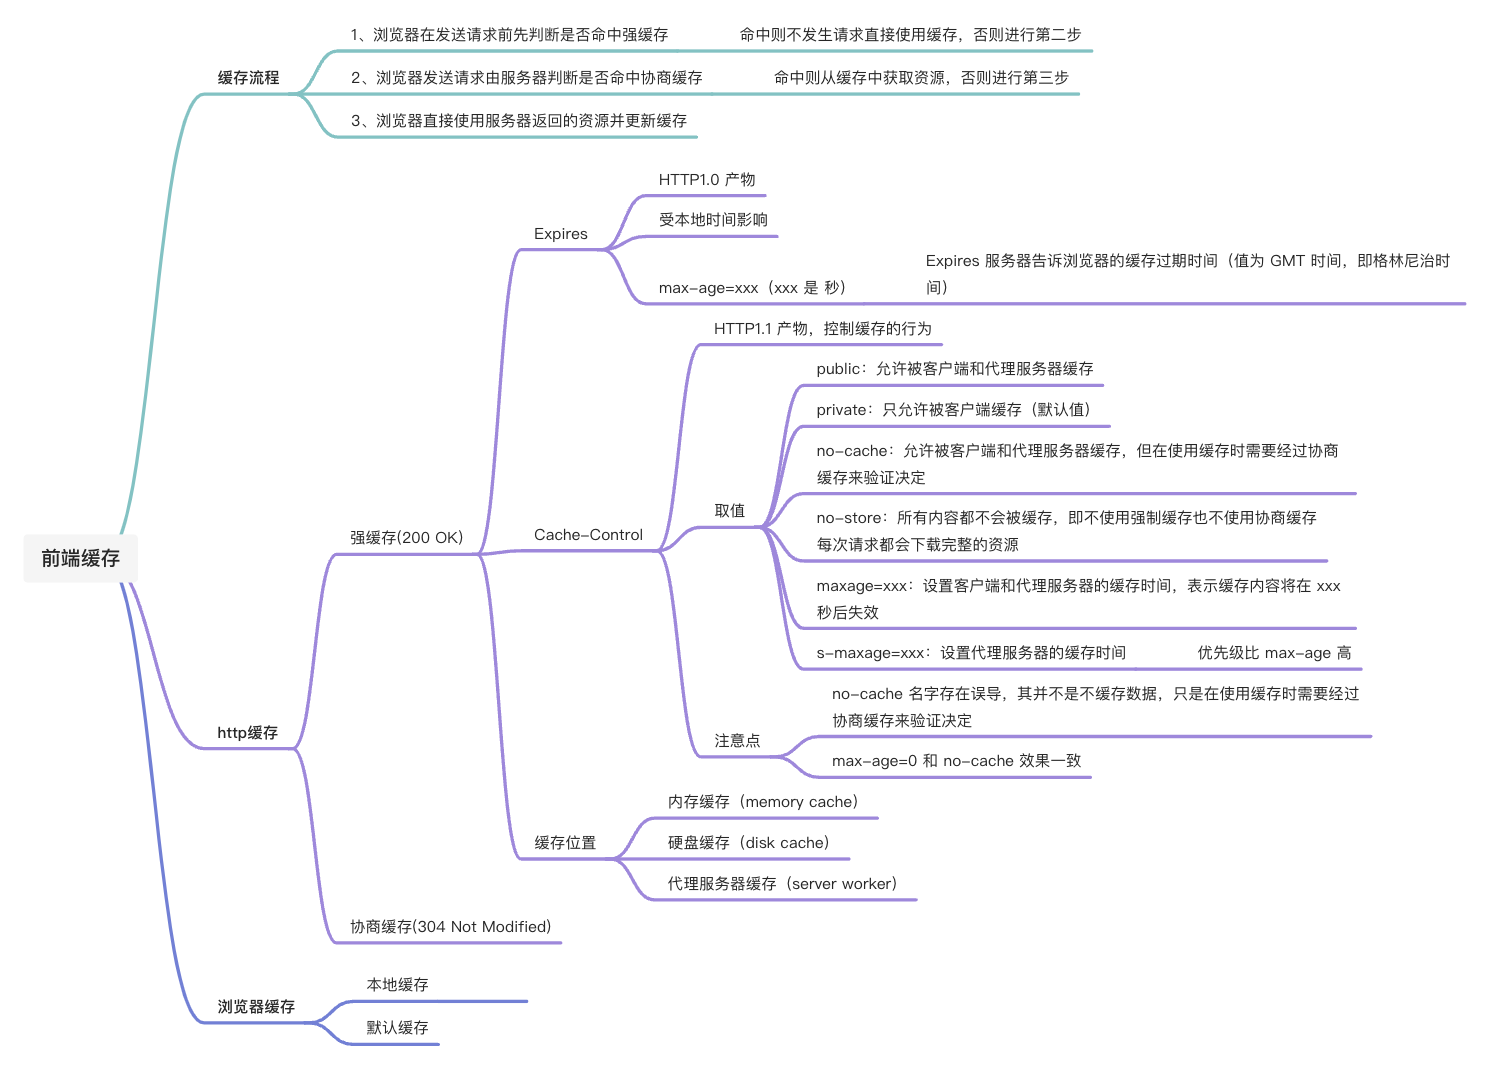 前端缓存
缓存流程
1、浏览器在发送请求前先判断是否命中强缓存
命中则不发生请求直接使用缓存，否则进行第二步
2、浏览器发送请求由服务器判断是否命中协商缓存
命中则从缓存中获取资源，否则进行第三步
3、浏览器直接使用服务器返回的资源并更新缓存
http缓存
强缓存(200 OK)
Expires
HTTP1.0 产物
受本地时间影响
max-age=xxx（xxx 是 秒）
Expires 服务器告诉浏览器的缓存过期时间（值为 GMT 时间，即格林尼治时
间）
Cache-Control
HTTP1.1 产物，控制缓存的行为
取值
public：允许被客户端和代理服务器缓存
private：只允许被客户端缓存（默认值）
no-cache：允许被客户端和代理服务器缓存，但在使用缓存时需要经过协商
缓存来验证决定
no-store：所有内容都不会被缓存，即不使用强制缓存也不使用协商缓存
每次请求都会下载完整的资源
maxage=xxx：设置客户端和代理服务器的缓存时间，表示缓存内容将在 xxx
秒后失效
s-maxage=xxx：设置代理服务器的缓存时间
优先级比 max-age 高
注意点
no-cache 名字存在误导，其并不是不缓存数据，只是在使用缓存时需要经过
协商缓存来验证决定
max-age=0 和 no-cache 效果一致
缓存位置
内存缓存（memory cache）
硬盘缓存（disk cache）
代理服务器缓存（server worker）
协商缓存(304 Not Modified)
浏览器缓存
本地缓存
默认缓存